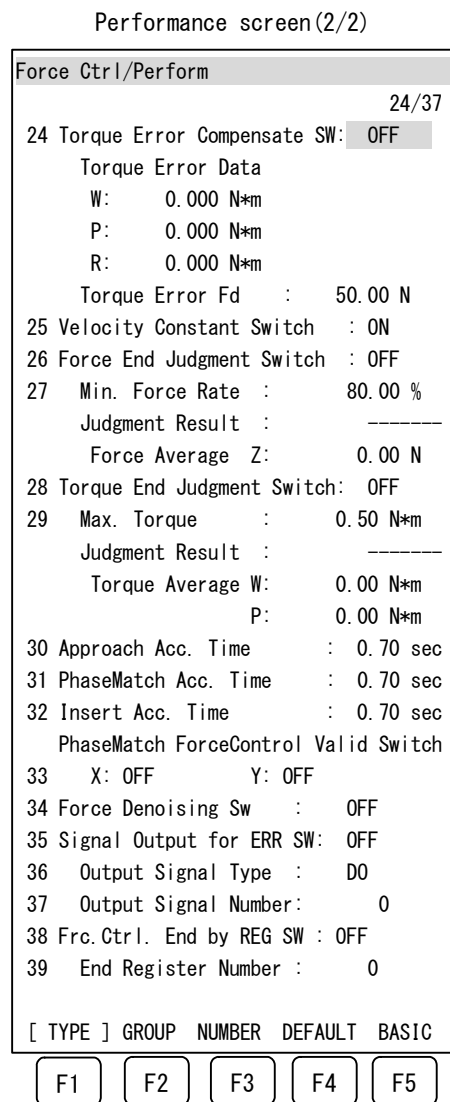 Performance screen(2/2)
Force Ctrl/Perform
24/37
24 Torque Error Compensate SW: OFF
Torque Error Data
W: 0.000 N*m
P: 0.000 N*m
R: 0.000 N*m
Torque Error Fd : 50.00 N
25 Velocity Constant Switch : ON
26 Force End Judgment Switch : OFF
27 Min. Force Rate : 80.00 %
Judgment Result : -------
Force Average Z: 0.00 N
28 Torque End Judgment Switch: OFF
29 Max. Torque : 0.50 N*m
Judgment Result : -------
Torque Average W: 0.00 N*m
P: 0.00 N*m
30 Approach Acc. Time : 0.70 sec
31 PhaseMatch Acc. Time : 0.70 sec
32 Insert Acc. Time : 0.70 sec
PhaseMatch ForceControl Valid Switch
33 X: OFF Y: OFF
34 Force Denoising Sw : OFF
35 Signal Output for ERR SW: OFF
36 Output Signal Type : DO
37 Output Signal Number: 0
38 Frc.Ctrl. End by REG SW : OFF
39 End Register Number : 0
[ TYPE ] GROUP NUMBER DEFAULT BASIC
F1 F2 F3 F4 F5